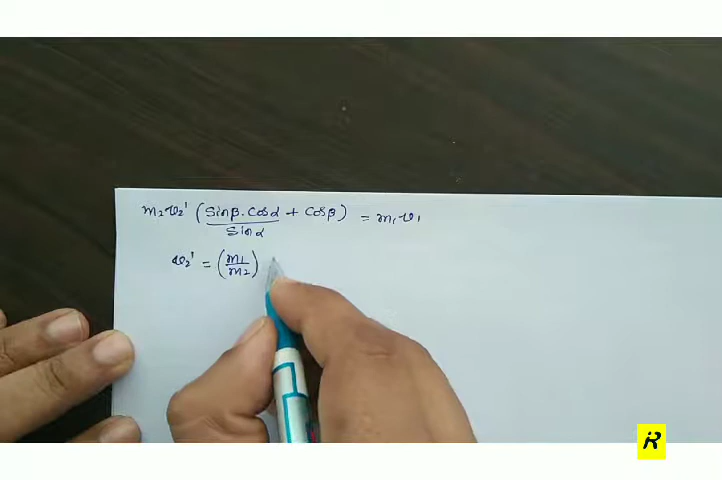 m₂v₂' ( Sinβ.Cosα / Sinα + Cosβ ) = m₁v₁
v₂' = ( m₁ / m₂ )
R